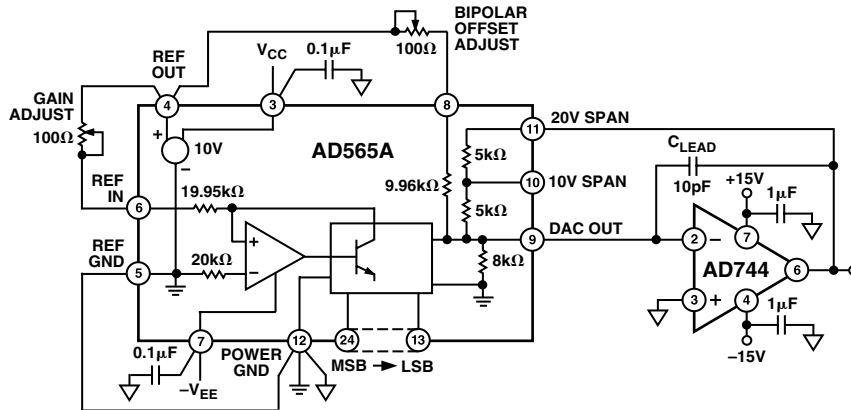 BIPOLAR
OFFSET
ADJUST
100Ω
REF
OUT
VCC
0.1µF
4
3
8
GAIN
ADJUST
100Ω
+
10V
–
AD565A
11
20V SPAN
5kΩ
CLEAD
10pF
+15V
1µF
9.96kΩ
10
10V SPAN
5kΩ
REF
IN
6
19.95kΩ
9
DAC OUT
2
–
7
REF
GND
5
20kΩ
+
–
8kΩ
AD744
6
3
+
4
1µF
–15V
0.1µF
7
–VEE
POWER
GND
12
24
13
MSB
LSB